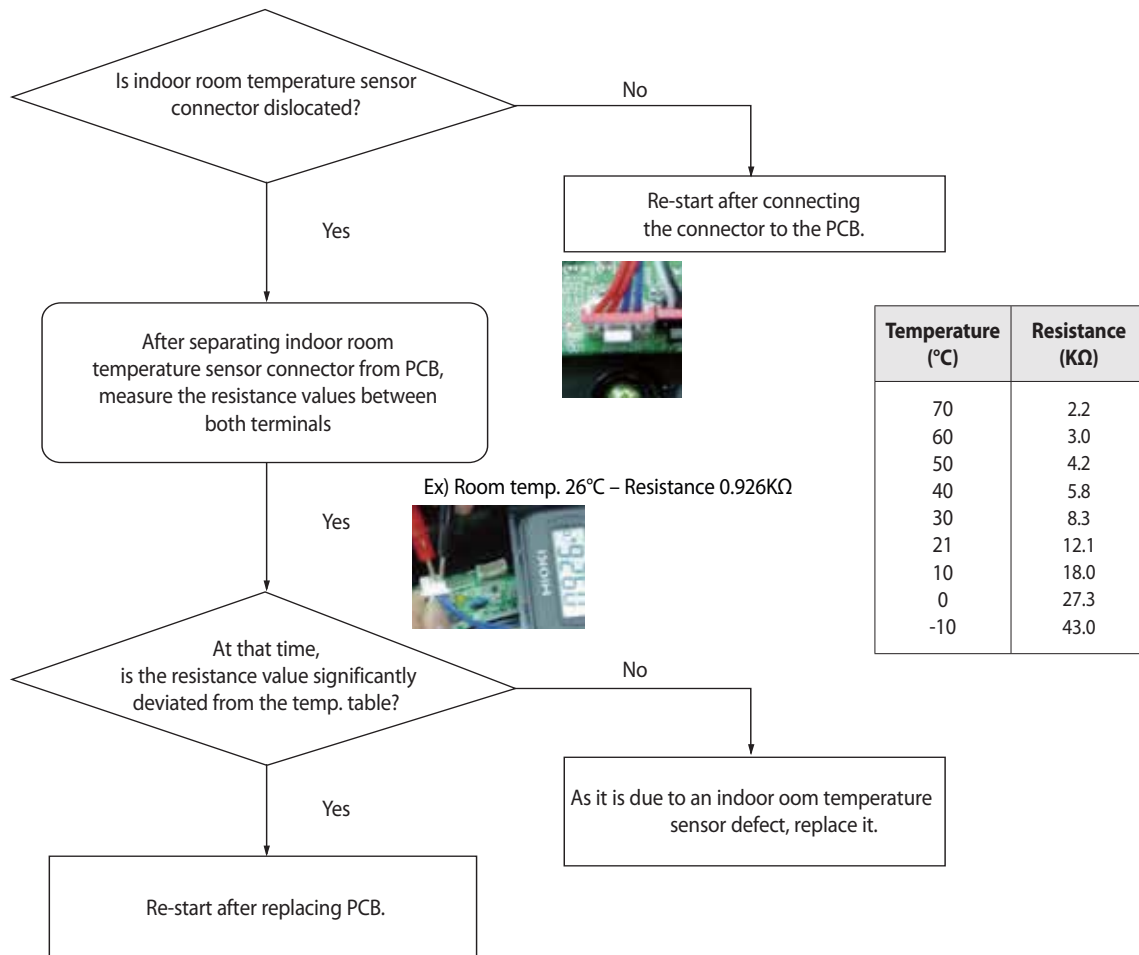 Is indoor room temperature sensor
connector dislocated?
No
Re-start after connecting
the connector to the PCB.
Yes
After separating indoor room
temperature sensor connector from PCB,
measure the resistance values between
both terminals
Ex) Room temp. 26°C – Resistance 0.926KΩ
HIOKI
0.926
Yes
At that time,
is the resistance value significantly
deviated from the temp. table?
No
As it is due to an indoor oom temperature
sensor defect, replace it.
Yes
Re-start after replacing PCB.
Temperature Resistance
(°C) (KΩ)
70 2.2
60 3.0
50 4.2
40 5.8
30 8.3
21 12.1
10 18.0
0 27.3
-10 43.0